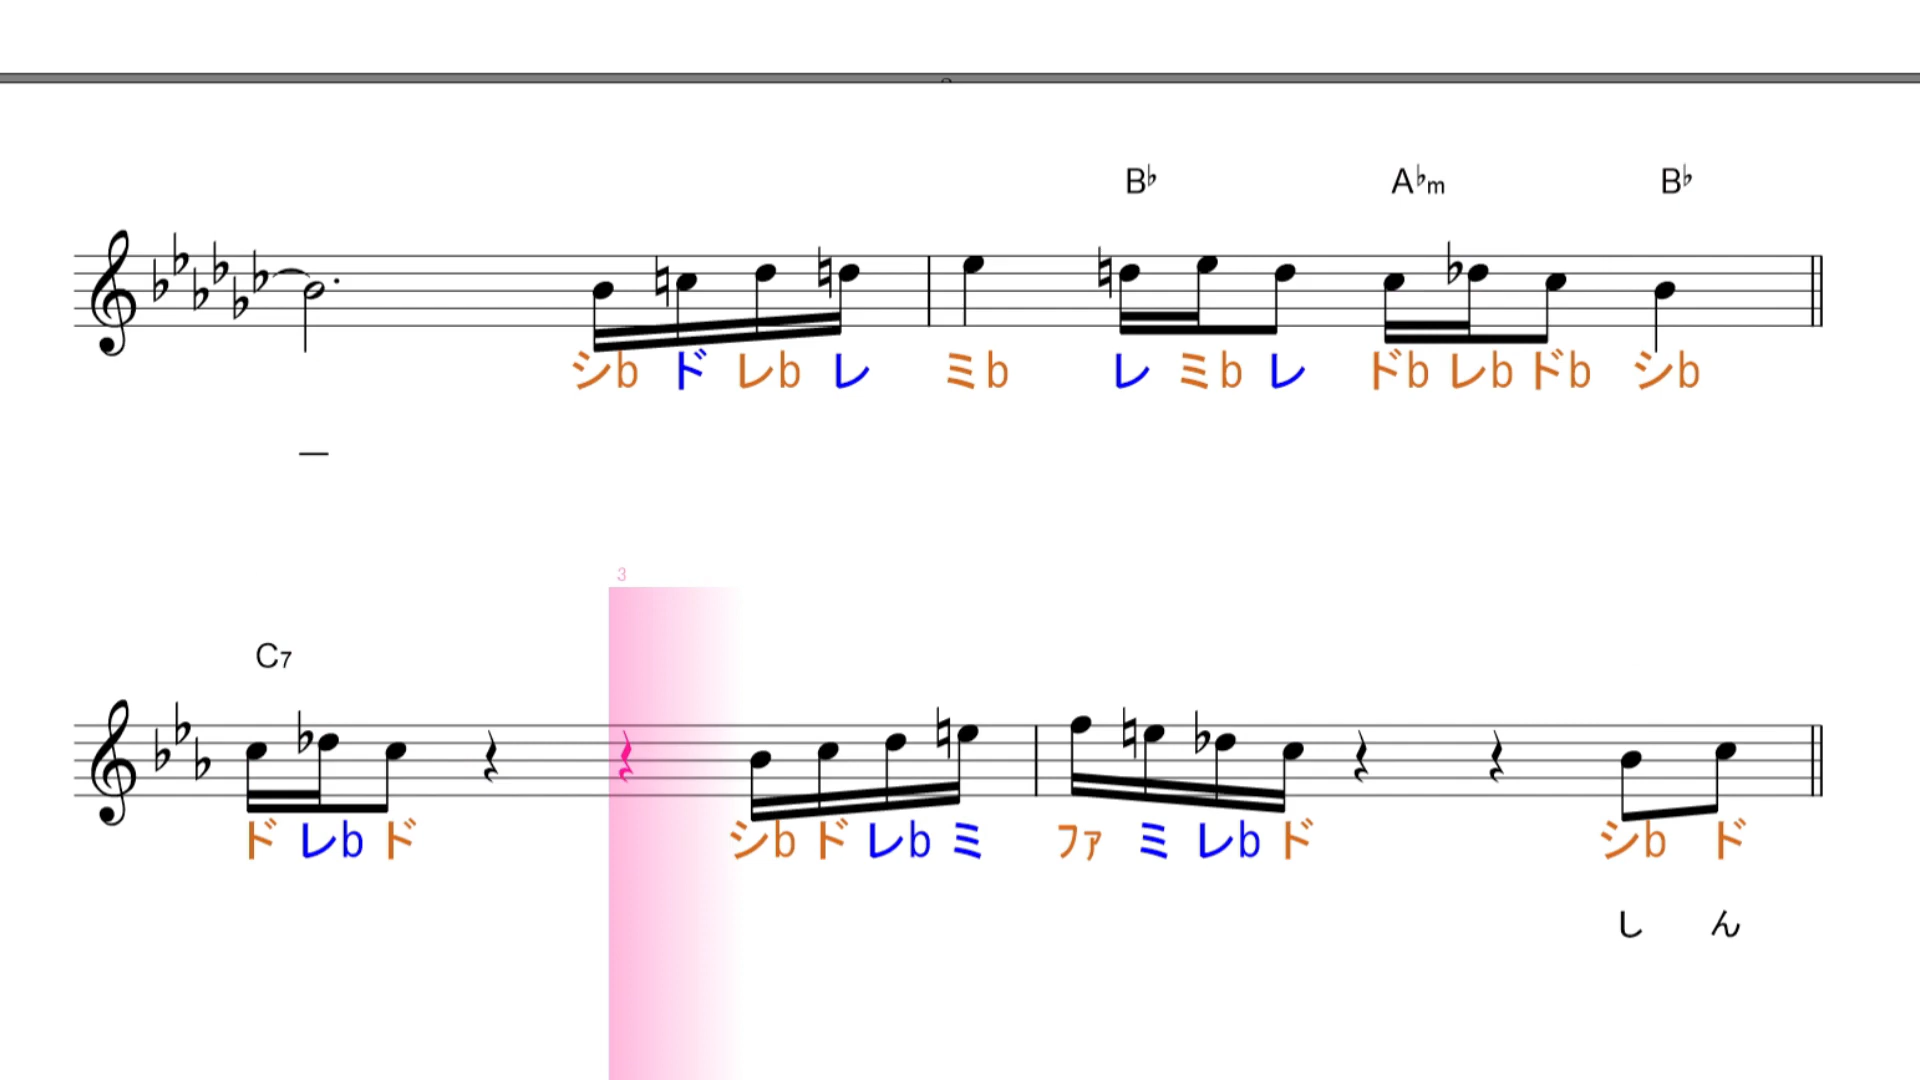 B♭ A♭m B♭
シb ド レb レ ミb レ ミb レ ドb レb ドb シb
ー
3
C7
ド レb ド シb ド レb ミ ファ ミ レb ド シb ド
し ん